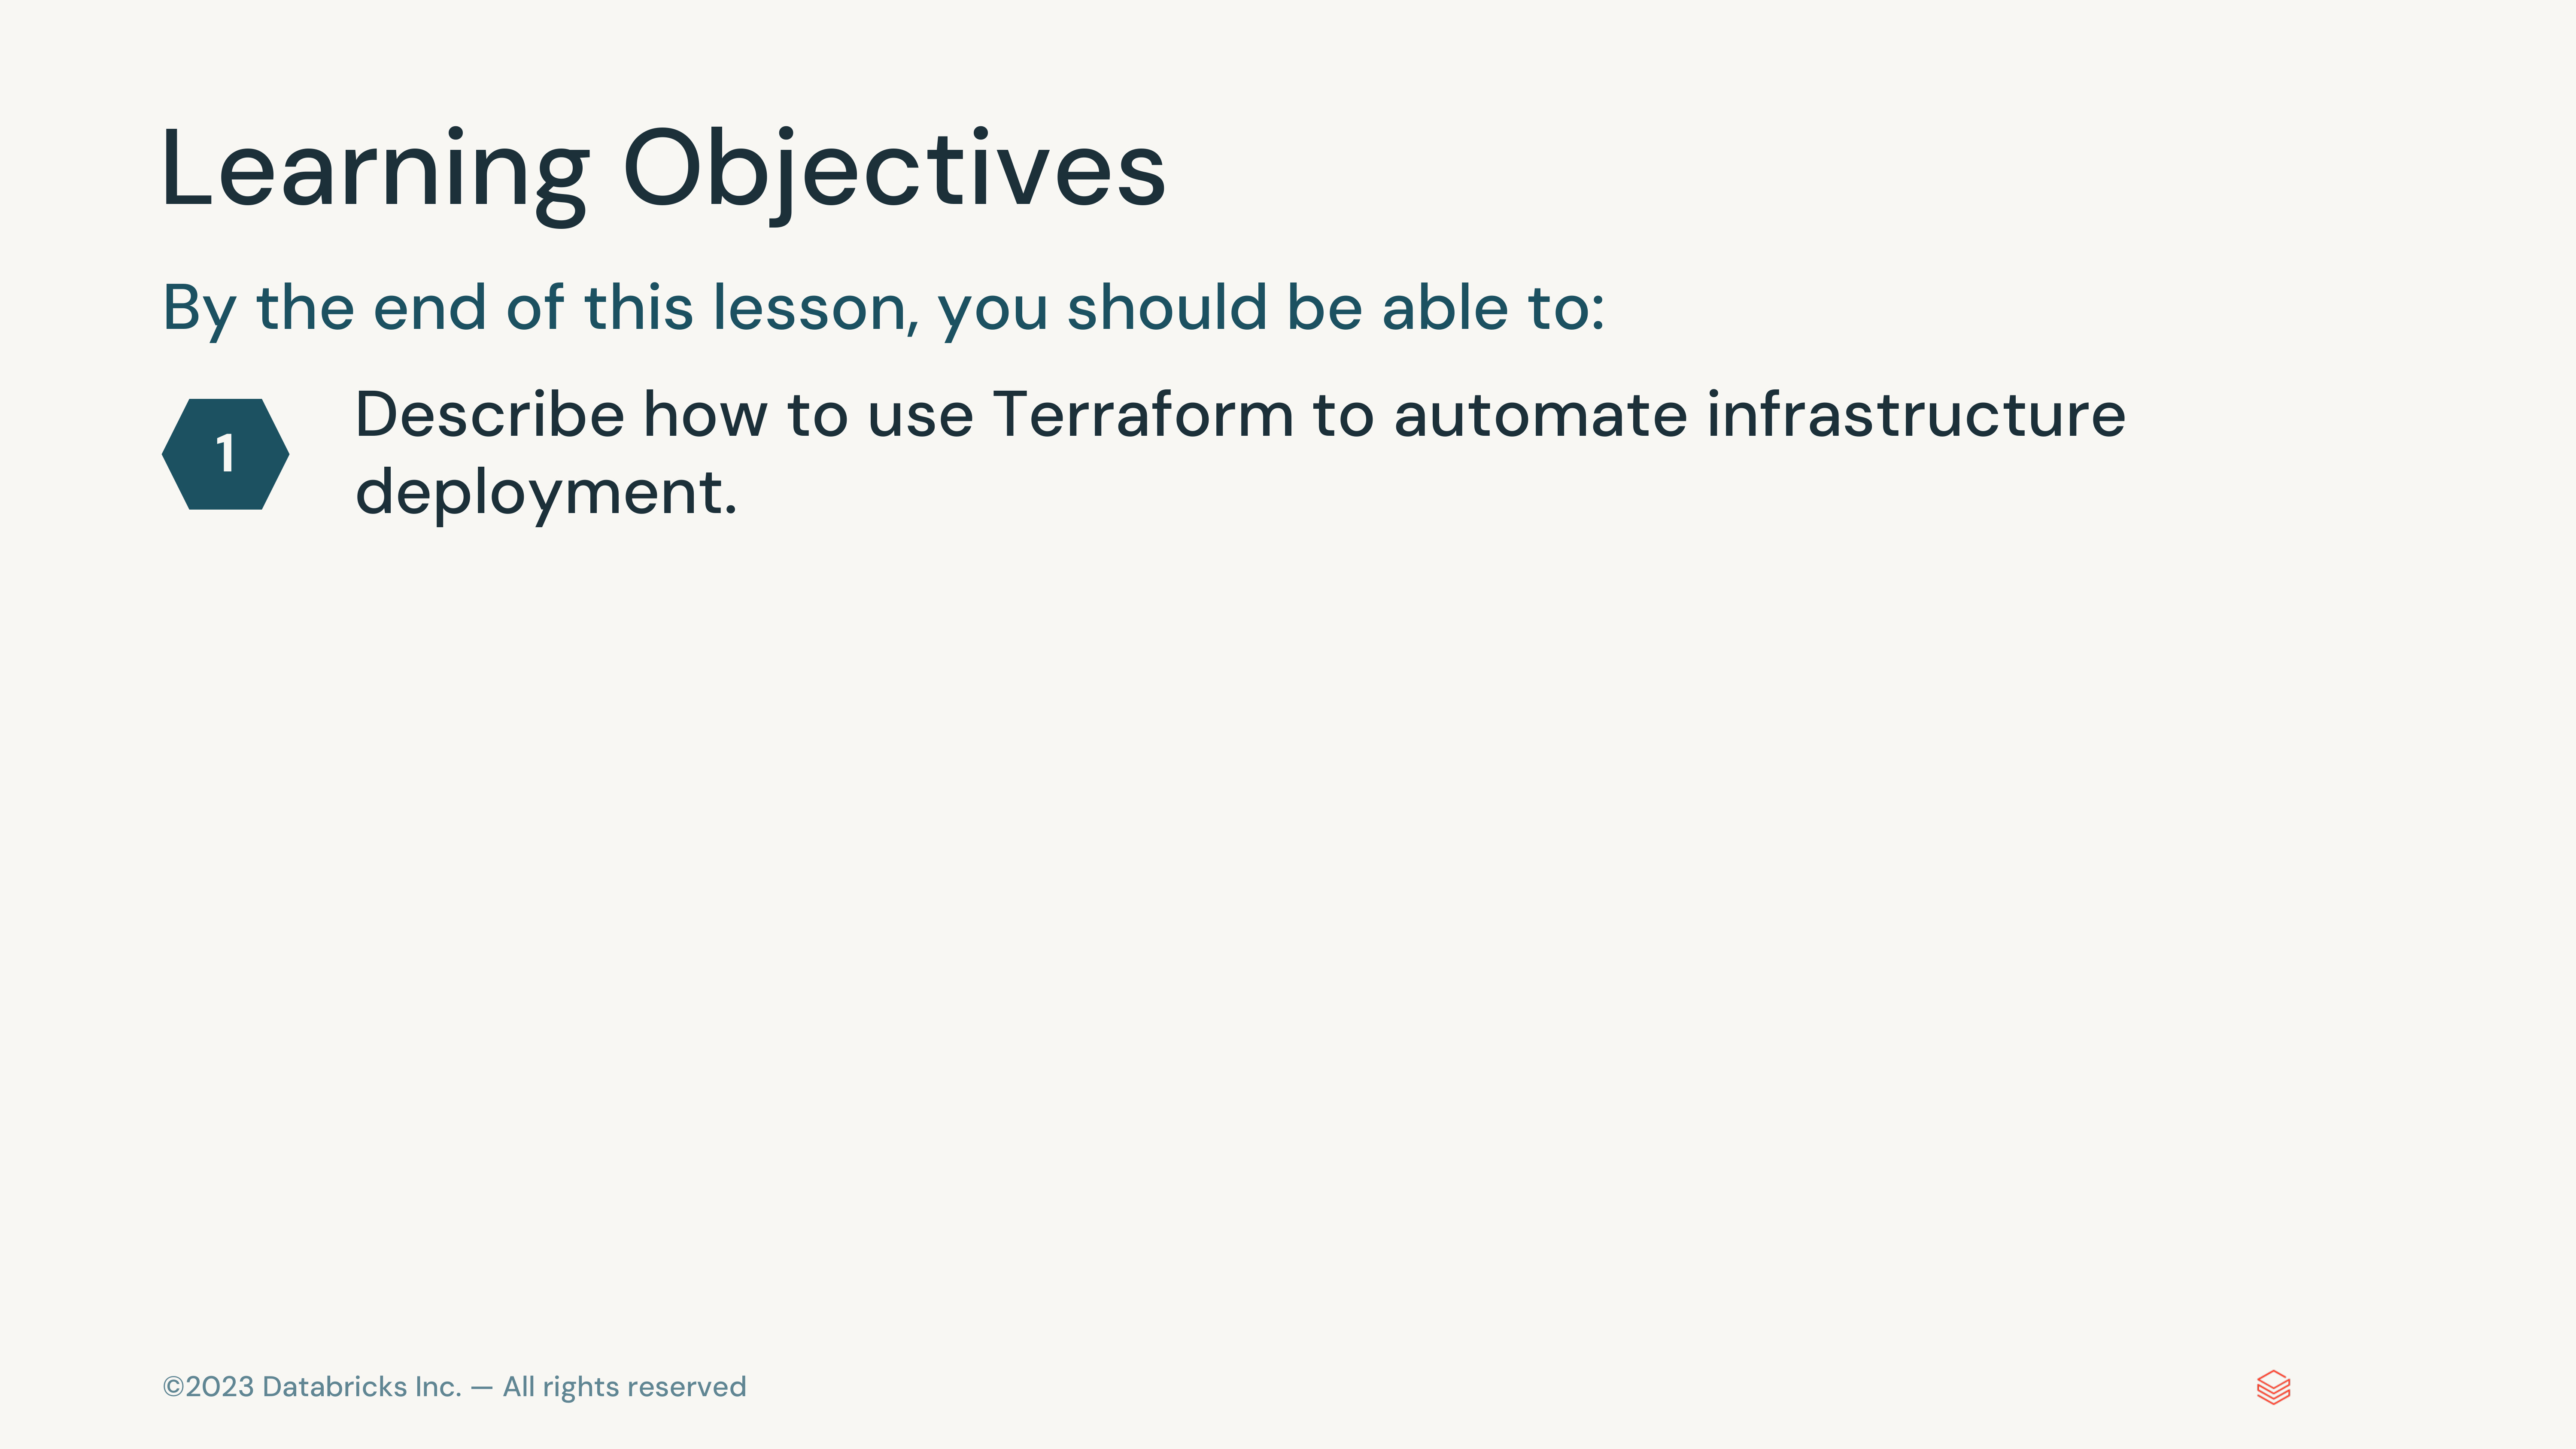 Learning Objectives
By the end of this lesson, you should be able to:
1
Describe how to use Terraform to automate infrastructure
deployment.
©2023 Databricks Inc. — All rights reserved